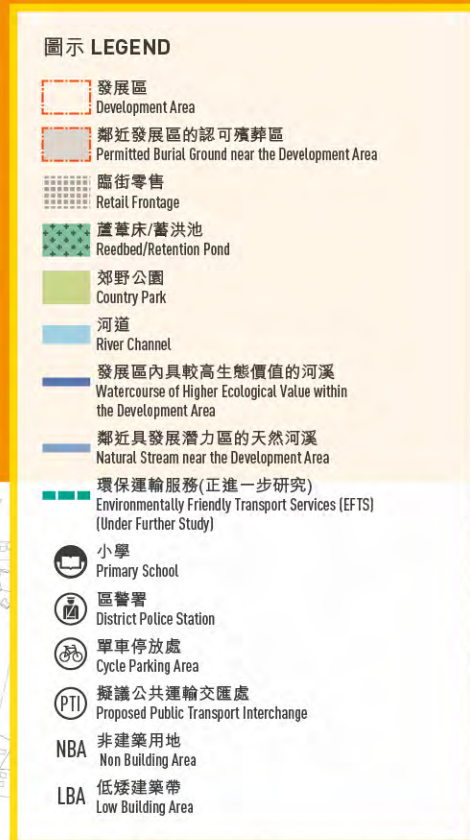 圖示 LEGEND
發展區
Development Area
鄰近發展區的認可殯葬區
Permitted Burial Ground near the Development Area
臨街零售
Retail Frontage
蘆葦床/蓄洪池
Reedbed/Retention Pond
郊野公園
Country Park
河道
River Channel
發展區內具較高生態價值的河溪
Watercourse of Higher Ecological Value within
the Development Area
鄰近具發展潛力區的天然河溪
Natural Stream near the Development Area
環保運輸服務(正進一步研究)
Environmentally Friendly Transport Services (EFTS)
(Under Further Study)
小學
Primary School
區警署
District Police Station
單車停放處
Cycle Parking Area
PTI 擬議公共運輸交匯處
Proposed Public Transport Interchange
NBA 非建築用地
Non Building Area
LBA 低矮建築帶
Low Building Area